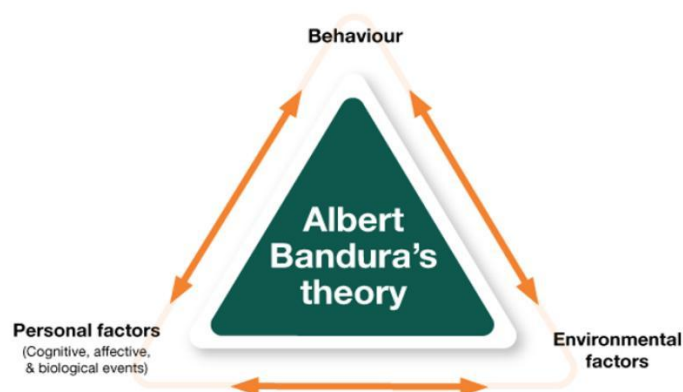 Behaviour
Albert
Bandura's
theory
Personal factors
(Cognitive, affective,
& biological events)
Environmental
factors